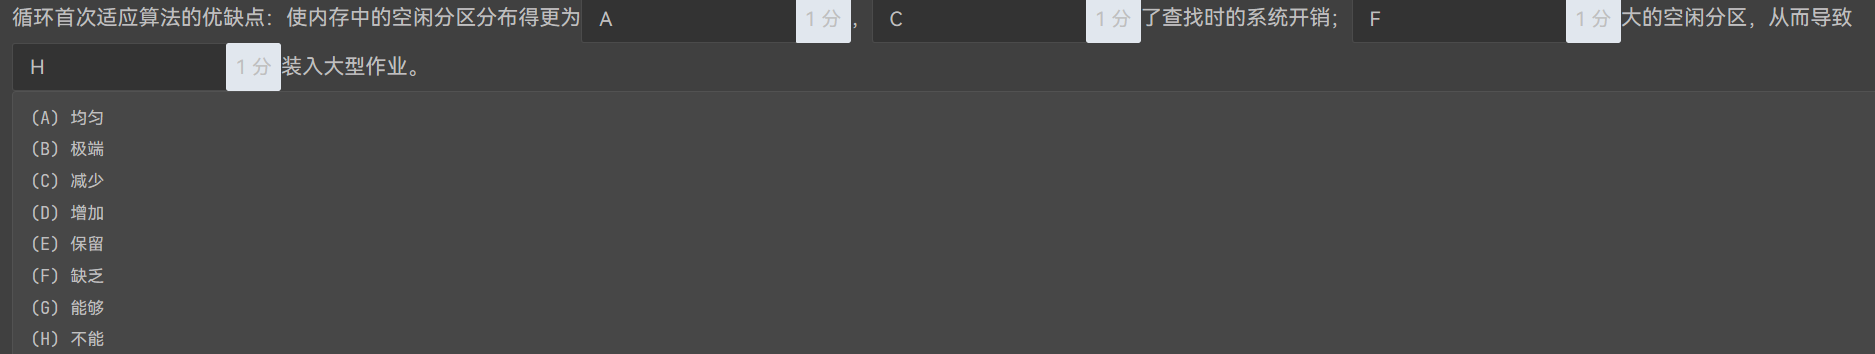 循环首次适应算法的优缺点：使内存中的空闲分区分布得更为 A 1 分 ， C 1 分 了查找时的系统开销； F 1 分 大的空闲分区，从而导致
H 1 分 装入大型作业。
(A) 均匀
(B) 极端
(C) 减少
(D) 增加
(E) 保留
(F) 缺乏
(G) 能够
(H) 不能